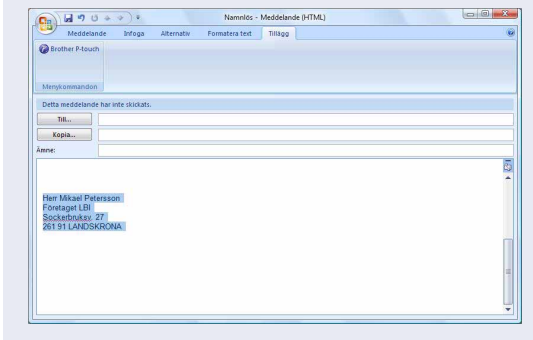 Namnlös - Meddelande (HTML)
Meddelande Infoga Alternativ Formatera text Tillägg
Brother P-touch
Menykommandon
Detta meddelande har inte skickats.
Till...
Kopia...
Ämne:
Herr Mikael Petersson
Företaget LBI
Sockerbruksv. 27
261 91 LANDSKRONA